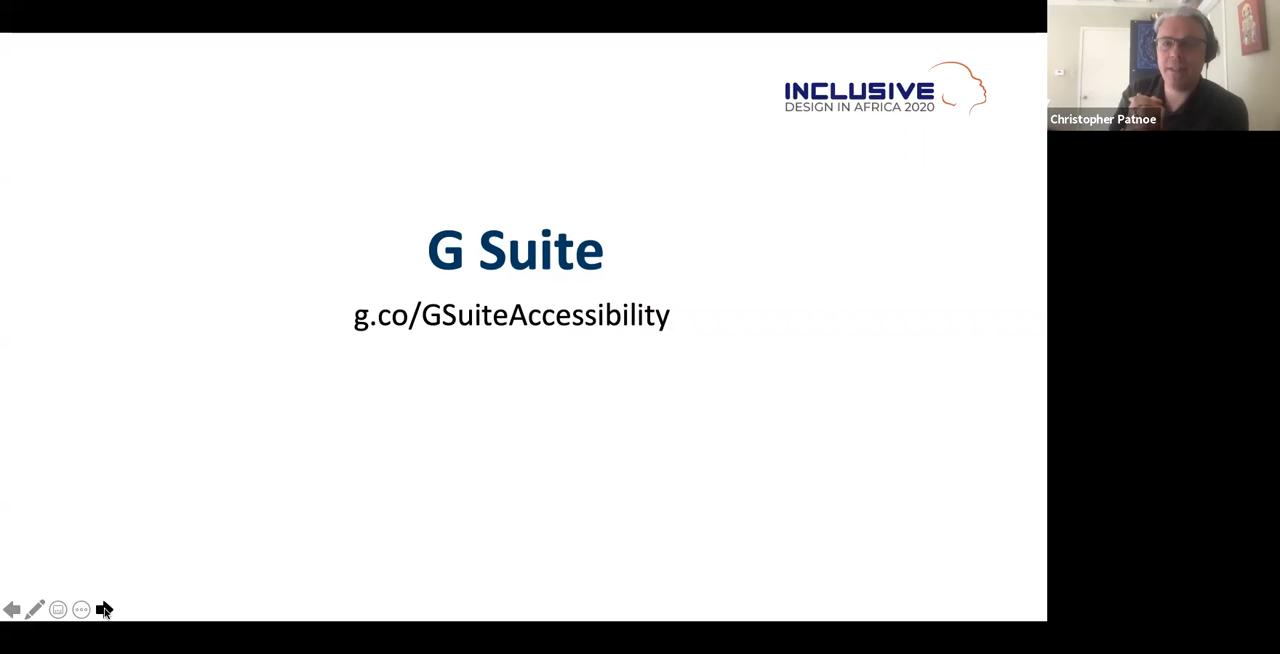 INCLUSIVE
DESIGN IN AFRICA 2020
Christopher Patnoe
G Suite
g.co/GSuiteAccessibility